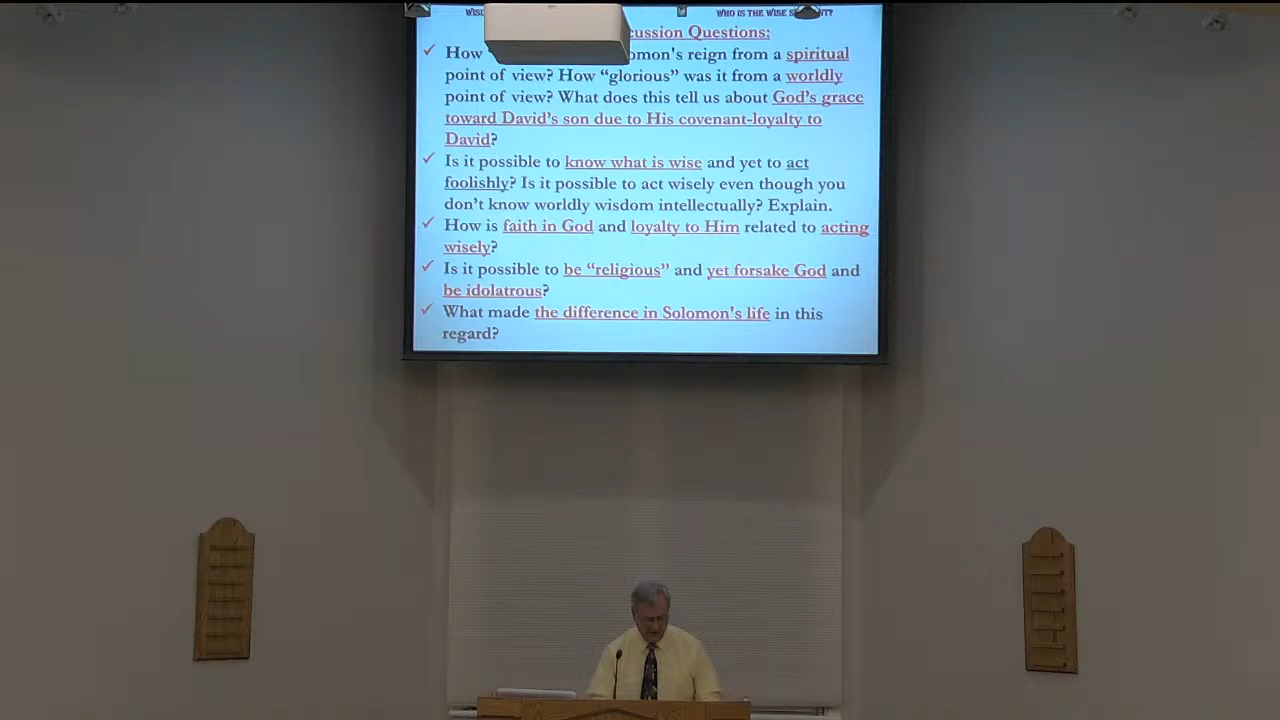 WHO IS THE WISE
cussion Questions:
✓ How omon's reign from a spiritual
point of view? How “glorious” was it from a worldly
point of view? What does this tell us about God’s grace
toward David’s son due to His covenant-loyalty to
David?
✓ Is it possible to know what is wise and yet to act
foolishly? Is it possible to act wisely even though you
don’t know worldly wisdom intellectually? Explain.
✓ How is faith in God and loyalty to Him related to acting
wisely?
✓ Is it possible to be “religious” and yet forsake God and
be idolatrous?
✓ What made the difference in Solomon's life in this
regard?